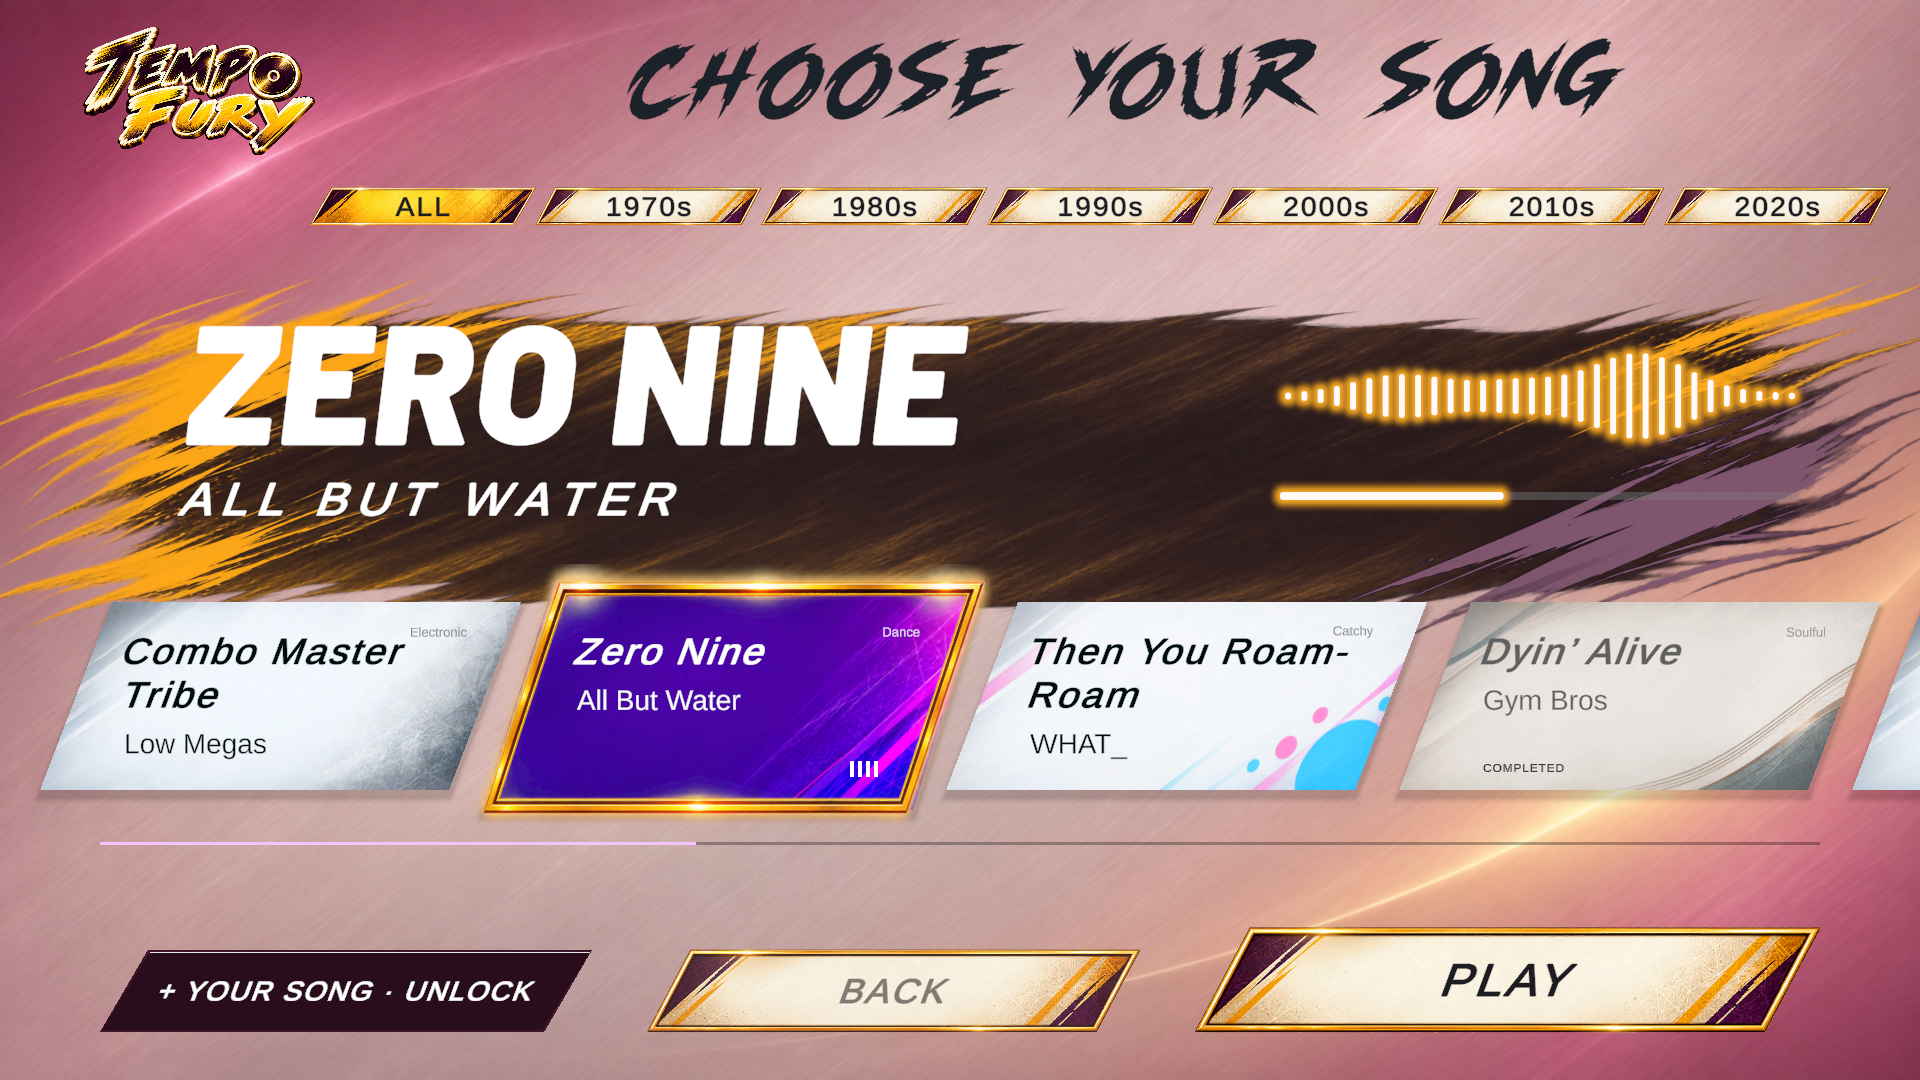 TEMPO
FURY
CHOOSE YOUR SONG
ALL
1970s
1980s
1990s
2000s
2010s
2020s
ZERO NINE
ALL BUT WATER
Combo Master
Tribe
Electronic
Low Megas
Zero Nine
Dance
All But Water
Then You Roam-
Roam
Catchy
WHAT_
Dyin’ Alive
Soulful
Gym Bros
COMPLETED
+ YOUR SONG · UNLOCK
BACK
PLAY